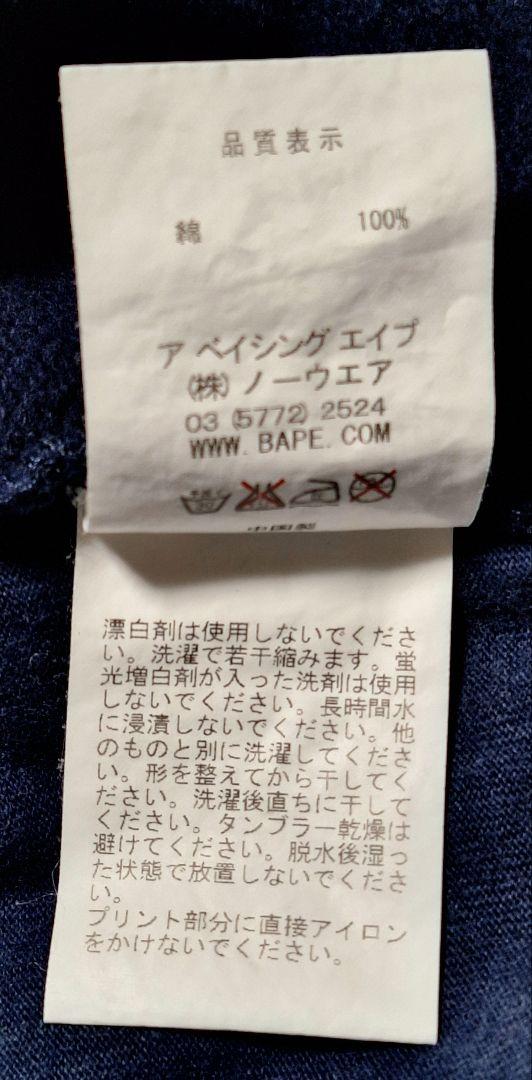 品質表示
綿 100%
ア ベイシング エイプ
(株) ノーウエア
03 (5772) 2524
WWW. BAPE. COM
中国製
漂白剤は使用しないでくださ
い。洗濯で若干縮みます。蛍
光増白剤が入った洗剤は使用
しないでください。長時間水
に浸漬しないでください。他
のものと別に洗濯してくださ
い。形を整えてから干してく
ださい。洗濯後直ちに干して
ください。タンブラー乾燥は
避けてください。脱水後湿っ
た状態で放置しないでくださ
い。
プリント部分に直接アイロン
をかけないでください。